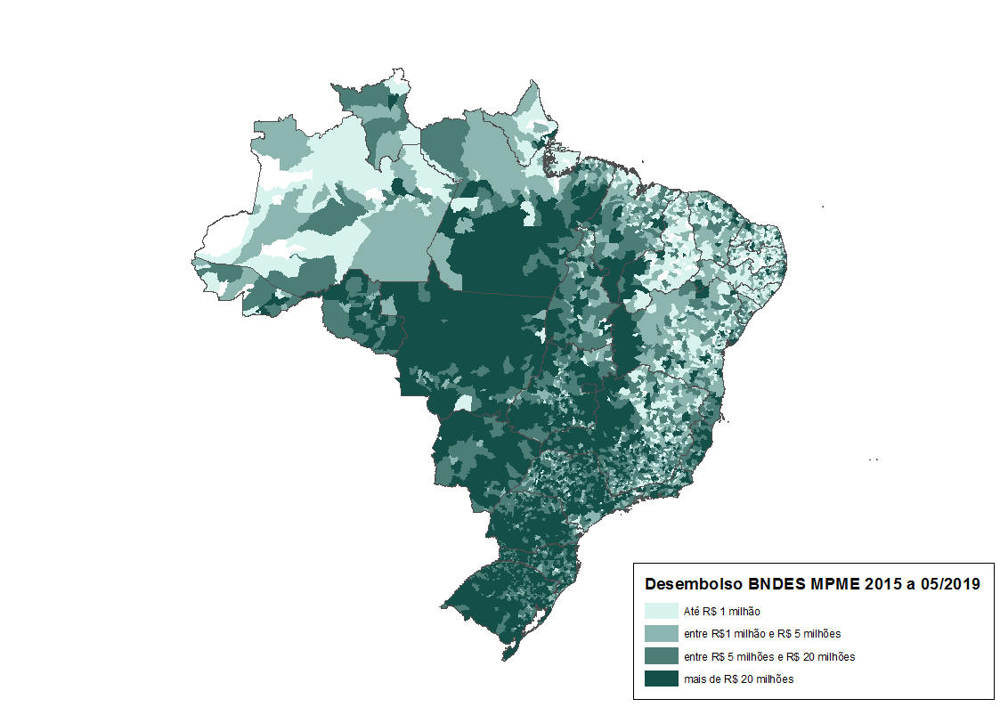 Desembolso BNDES MPME 2015 a 05/2019
Até R$ 1 milhão
entre R$1 milhão e R$ 5 milhões
entre R$ 5 milhões e R$ 20 milhões
mais de R$ 20 milhões